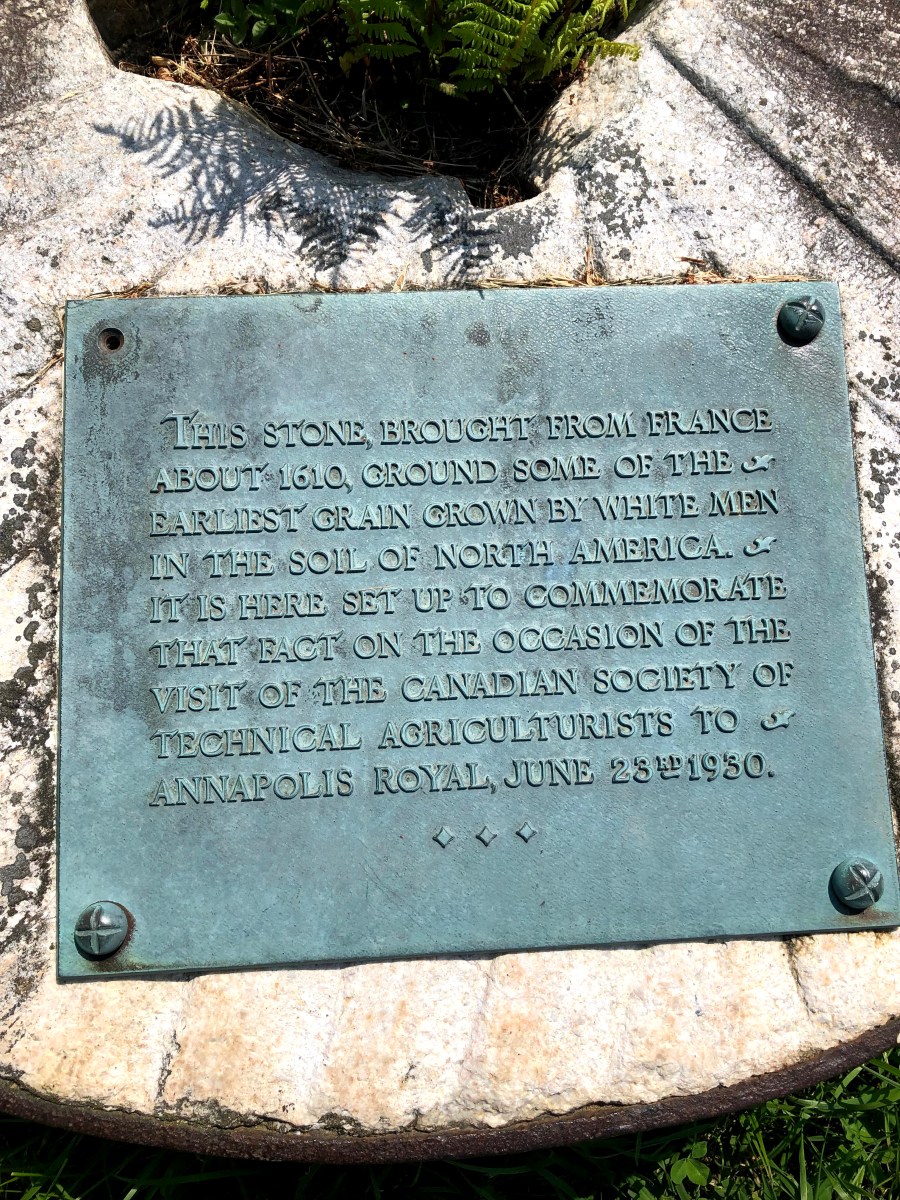 THIS STONE, BROUGHT FROM FRANCE
ABOUT 1610, GROUND SOME OF THE
EARLIEST GRAIN GROWN BY WHITE MEN
IN THE SOIL OF NORTH AMERICA.
IT IS HERE SET UP TO COMMEMORATE
THAT FACT ON THE OCCASION OF THE
VISIT OF THE CANADIAN SOCIETY OF
TECHNICAL AGRICULTURISTS TO
ANNAPOLIS ROYAL, JUNE 23RD 1930.